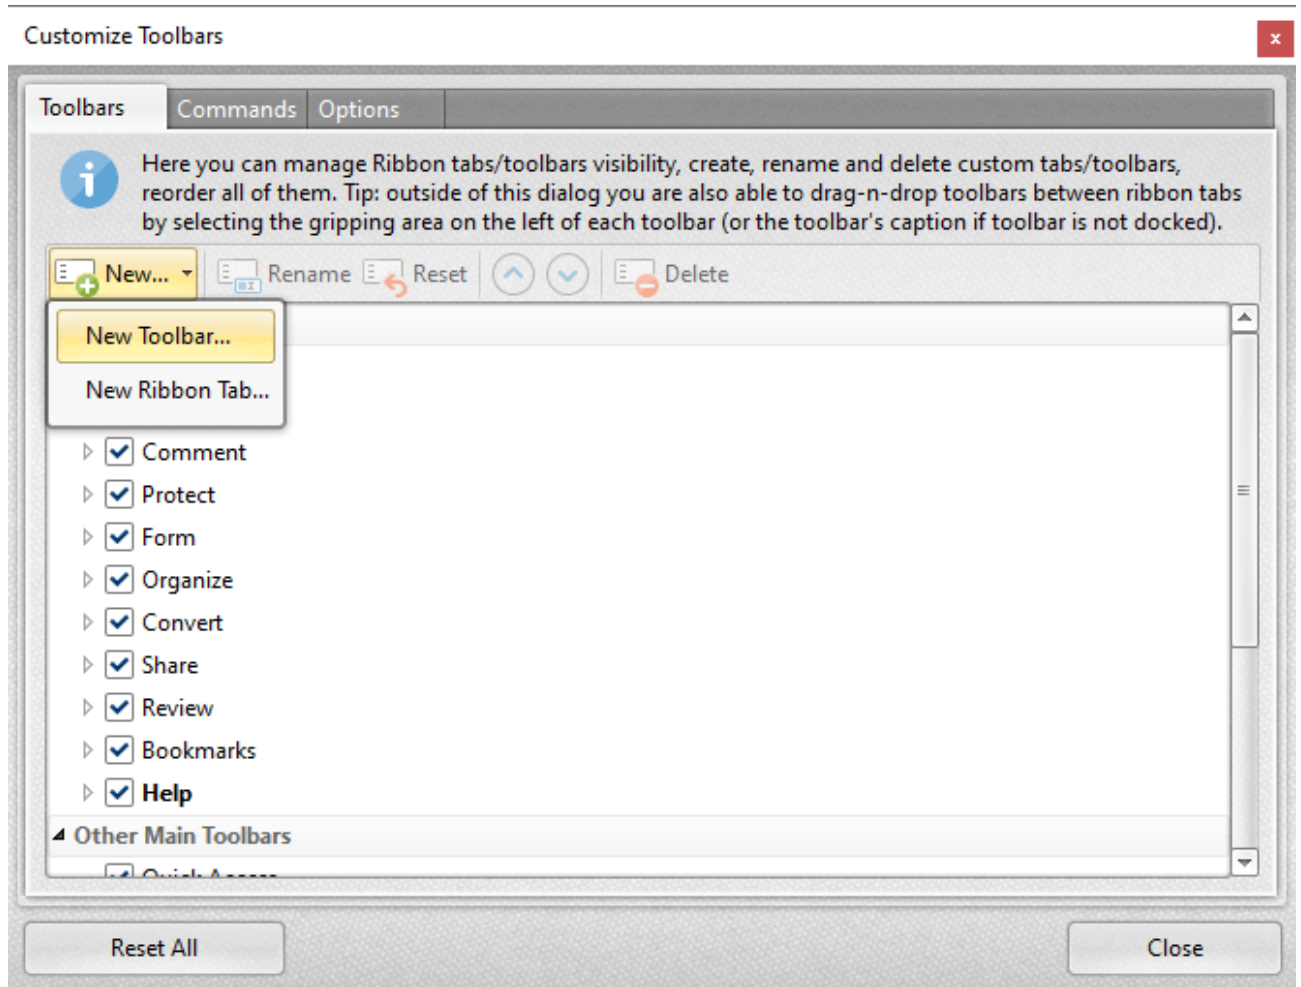 Customize Toolbars
x
Toolbars Commands Options
Here you can manage Ribbon tabs/toolbars visibility, create, rename and delete custom tabs/toolbars,
reorder all of them. Tip: outside of this dialog you are also able to drag-n-drop toolbars between ribbon tabs
by selecting the gripping area on the left of each toolbar (or the toolbar's caption if toolbar is not docked).
New... Rename Reset Delete
New Toolbar...
New Ribbon Tab...
Comment
Protect
Form
Organize
Convert
Share
Review
Bookmarks
Help
Other Main Toolbars
Quick Access
Reset All Close